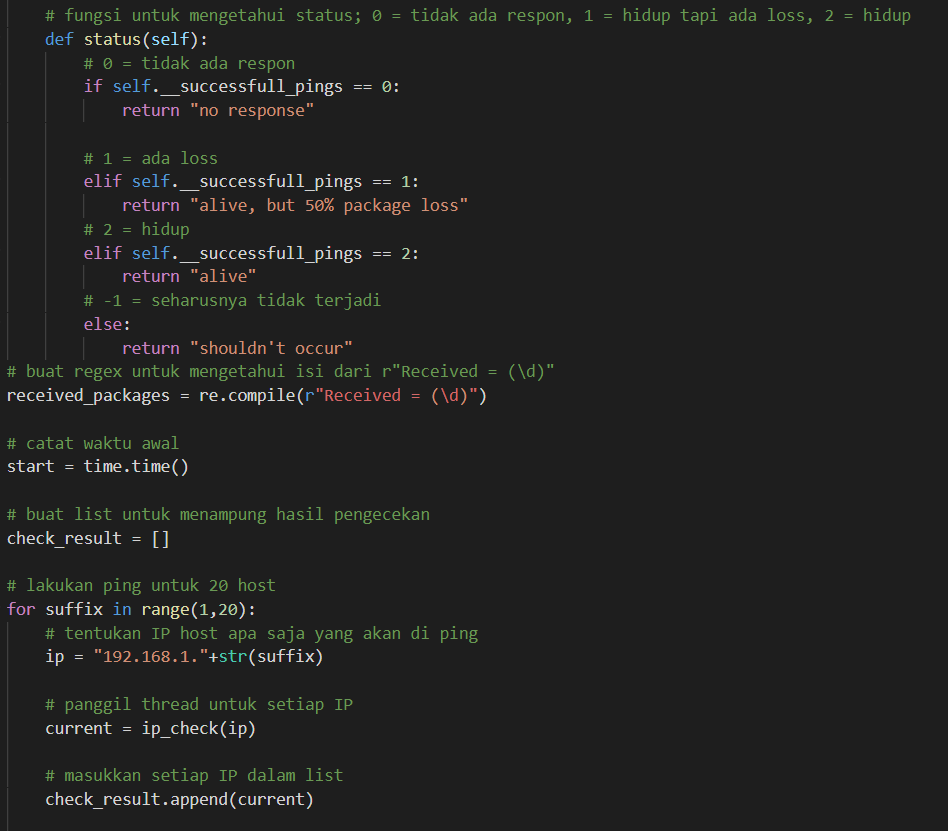 # fungsi untuk mengetahui status; 0 = tidak ada respon, 1 = hidup tapi ada loss, 2 = hidup
def status(self):
# 0 = tidak ada respon
if self.__successfull_pings == 0:
return "no response"
# 1 = ada loss
elif self.__successfull_pings == 1:
return "alive, but 50% package loss"
# 2 = hidup
elif self.__successfull_pings == 2:
return "alive"
# -1 = seharusnya tidak terjadi
else:
return "shouldn't occur"
# buat regex untuk mengetahui isi dari r"Received = (\d)"
received_packages = re.compile(r"Received = (\d)")
# catat waktu awal
start = time.time()
# buat list untuk menampung hasil pengecekan
check_result = []
# lakukan ping untuk 20 host
for suffix in range(1,20):
# tentukan IP host apa saja yang akan di ping
ip = "192.168.1."+str(suffix)
# panggil thread untuk setiap IP
current = ip_check(ip)
# masukkan setiap IP dalam list
check_result.append(current)